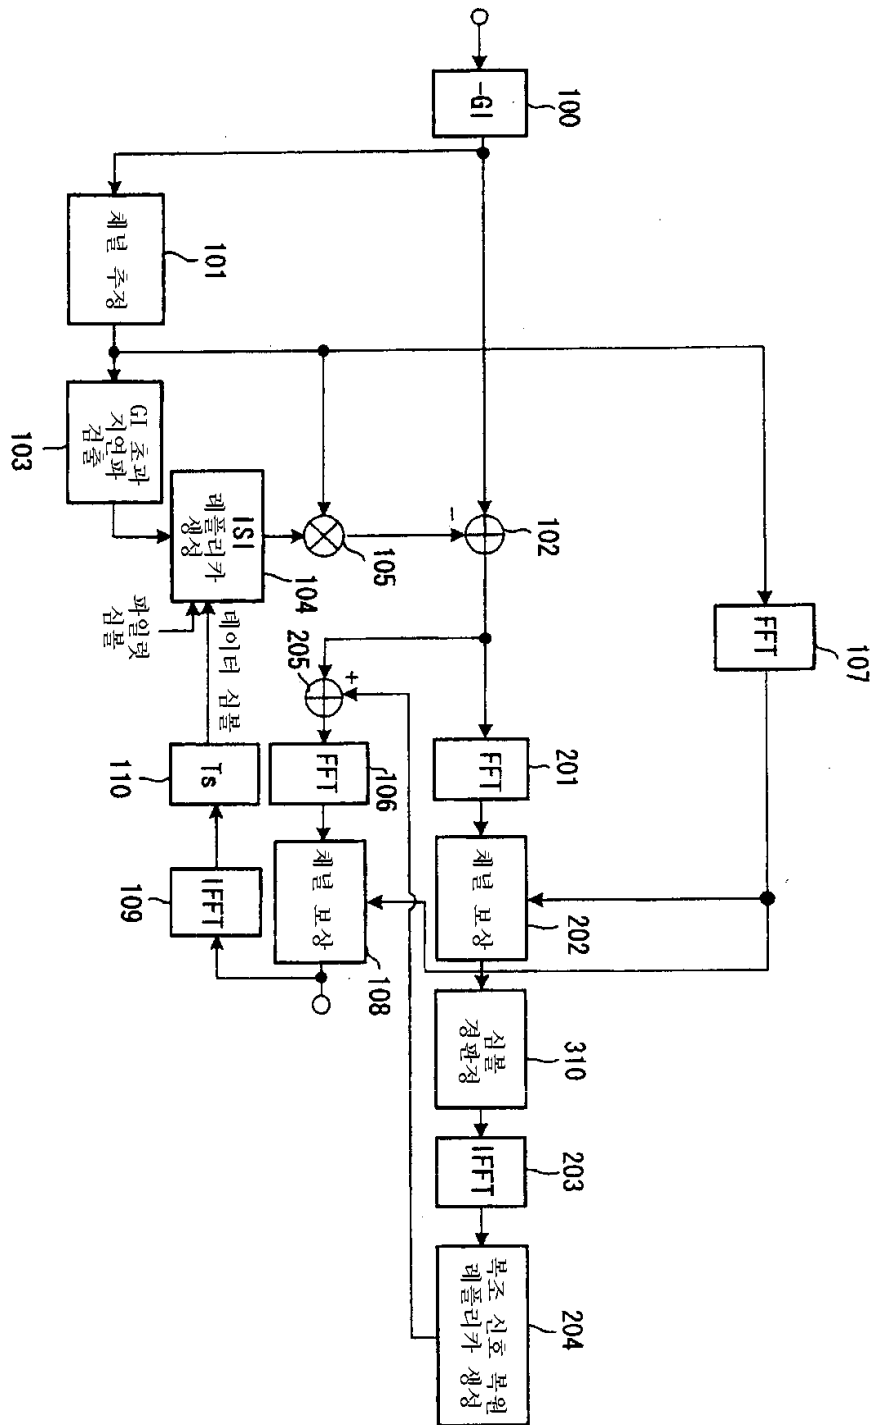 -GI
100
채널 추정
101
GI 초과
지연파
검출
103
ISI
레플리카
생성
104
105
-
102
FFT
107
파일럿
심볼
데이터 심볼
205
+
FFT
106
FFT
201
Ts
110
IFFT
109
채널 보상
108
채널 보상
202
심볼
경판정
310
IFFT
203
복조 신호 복원
레플리카 생성
204